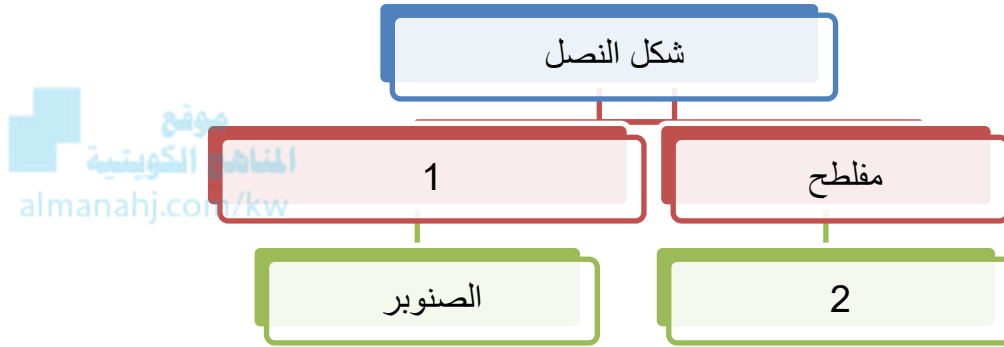 شكل النصل
موقع
المناهج الكويتية
almanahj.com/kw
مفلطح
1
2
الصنوبر